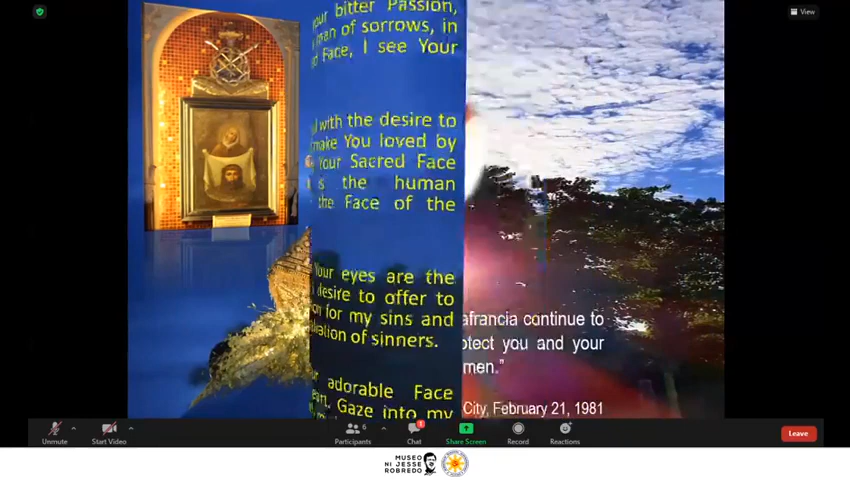 View
your bitter Passion,
man of sorrows, in
Face, I see Your
with the desire to
make You loved by
Your Sacred Face
is the human
the Face of the
Your eyes are the
desire to offer to
for my sins and
of sinners.
adorable Face
Gaze into my
continue to
you and your
City, February 21, 1981
Unmute
Start Video
Participants
6
Chat
Share Screen
Record
Reactions
Leave
MUSEO
NI JESSE
ROBREDO